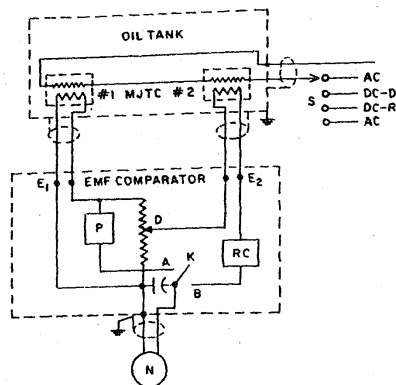 OIL TANK
#1 MJTC #2
S
AC
DC-D
DC-R
AC
E1 EMF COMPARATOR E2
P
D
RC
A
K
B
N